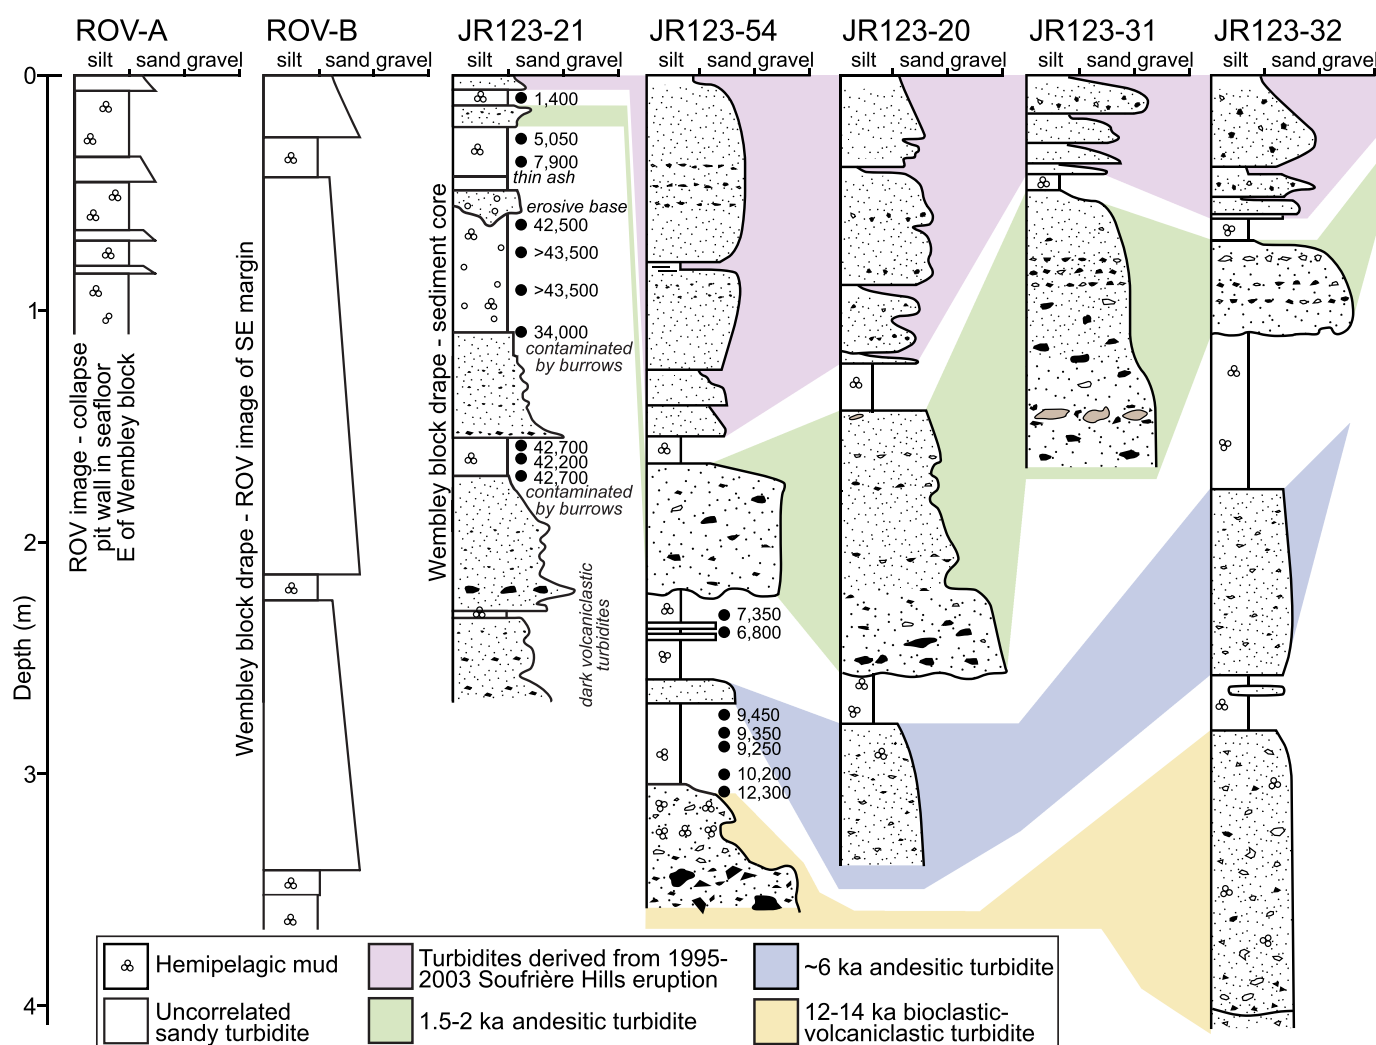 ROV-A
ROV-B
JR123-21
JR123-54
JR123-20
JR123-31
JR123-32
silt sand gravel
silt sand gravel
silt sand gravel
silt sand gravel
silt sand gravel
silt sand gravel
silt sand gravel
0
1
2
3
4
Depth (m)
ROV image - collapse
pit wall in seafloor
E of Wembley block
Wembley block drape - ROV image of SE margin
Wembley block drape - sediment core
1,400
5,050
7,900
thin ash
erosive base
42,500
>43,500
>43,500
34,000
contaminated
by burrows
42,700
42,200
42,700
contaminated
by burrows
dark volcaniclastic
turbidites
7,350
6,800
9,450
9,350
9,250
10,200
12,300
Hemipelagic mud
Uncorrelated
sandy turbidite
Turbidites derived from 1995-
2003 Soufrière Hills eruption
1.5-2 ka andesitic turbidite
~6 ka andesitic turbidite
12-14 ka bioclastic-
volcaniclastic turbidite